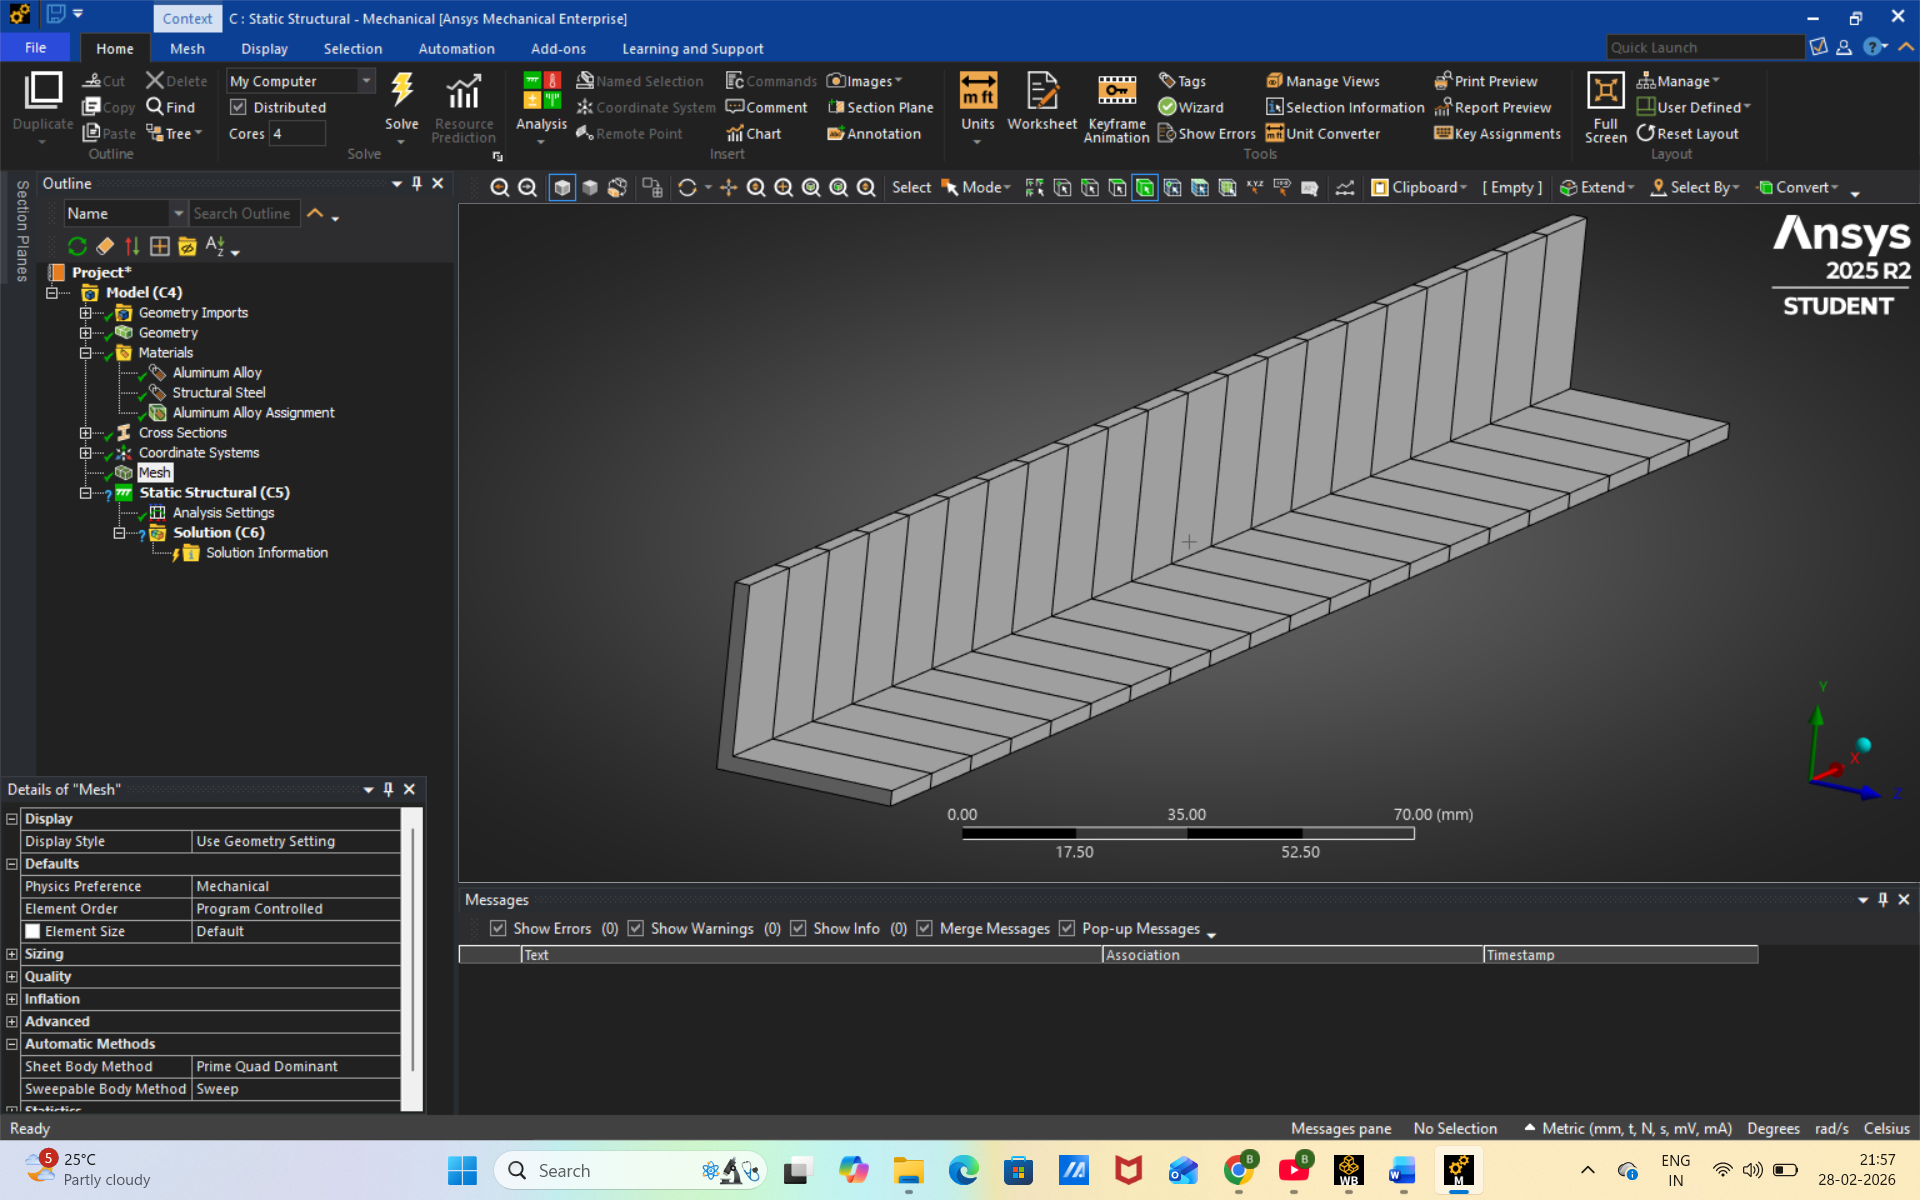 Context C : Static Structural - Mechanical [Ansys Mechanical Enterprise]
File Home Mesh Display Selection Automation Add-ons Learning and Support Quick Launch
Duplicate Cut Delete My Computer Solve Resource Prediction Analysis Named Selection Commands Images Units Worksheet Keyframe Animation Tags Manage Views Print Preview Full Screen Manage
Copy Find Distributed Coordinate System Comment Section Plane Wizard Selection Information Report Preview User Defined
Paste Tree Cores 4 Remote Point Chart Annotation Show Errors Unit Converter Key Assignments Reset Layout
Outline Solve Insert Tools Layout
Section Planes
Outline
Select Mode Clipboard [ Empty ] Extend Select By Convert
Name Search Outline
Project*
Model (C4)
Geometry Imports
Geometry
Materials
Aluminum Alloy
Structural Steel
Aluminum Alloy Assignment
Cross Sections
Coordinate Systems
Mesh
Static Structural (C5)
Analysis Settings
Solution (C6)
Solution Information
Ansys
2025 R2
STUDENT
Y
X
Z
0.00 35.00 70.00 (mm)
17.50 52.50
Details of "Mesh"
Display
Display Style Use Geometry Setting
Defaults
Physics Preference Mechanical
Element Order Program Controlled
Element Size Default
Sizing
Quality
Inflation
Advanced
Automatic Methods
Sheet Body Method Prime Quad Dominant
Sweepable Body Method Sweep
Statistics
Messages
Show Errors (0) Show Warnings (0) Show Info (0) Merge Messages Pop-up Messages
Text Association Timestamp
Ready Messages pane No Selection Metric (mm, t, N, s, mV, mA) Degrees rad/s Celsius
5 25°C
Partly cloudy
Search
B B WB W M
ENG
IN
21:57
28-02-2026